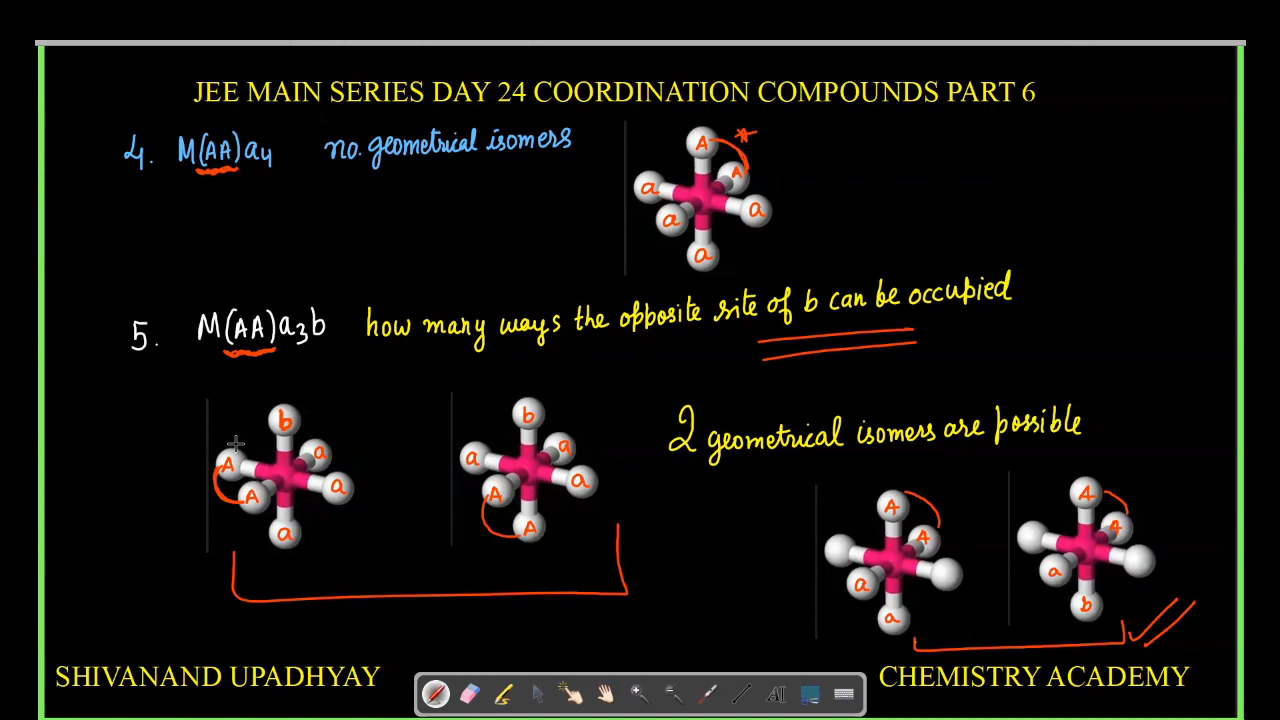 JEE MAIN SERIES DAY 24 COORDINATION COMPOUNDS PART 6
4. M(AA)a4 no. geometrical isomers
A *
A
a
a
a
a
5. M(AA)a3b how many ways the opposite site of b can be occupied
b
a
A
a
A
a
b
a
a
a
A
A
2 geometrical isomers are possible
A
A
a
a
A
A
a
b
SHIVANAND UPADHYAY
CHEMISTRY ACADEMY
AI